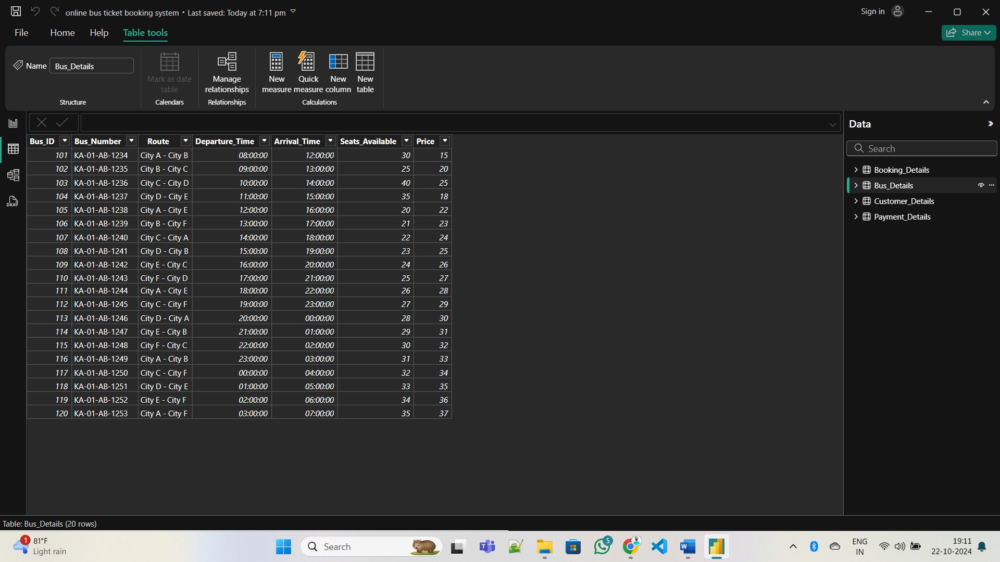 online bus ticket booking system • Last saved: Today at 7:11 pm
Sign in
File Home Help Table tools
Share
Name Bus_Details
Mark as date table
Manage relationships
New measure
Quick measure
New column
New table
Structure Calendars Relationships Calculations
Data
Search
Booking_Details
Bus_Details
Customer_Details
Payment_Details
DAX
Bus_ID Bus_Number Route Departure_Time Arrival_Time Seats_Available Price
101 KA-01-AB-1234 City A - City B 08:00:00 12:00:00 30 15
102 KA-01-AB-1235 City B - City C 09:00:00 13:00:00 25 20
103 KA-01-AB-1236 City C - City D 10:00:00 14:00:00 40 25
104 KA-01-AB-1237 City D - City E 11:00:00 15:00:00 35 18
105 KA-01-AB-1238 City A - City E 12:00:00 16:00:00 20 22
106 KA-01-AB-1239 City B - City F 13:00:00 17:00:00 21 23
107 KA-01-AB-1240 City C - City A 14:00:00 18:00:00 22 24
108 KA-01-AB-1241 City D - City B 15:00:00 19:00:00 23 25
109 KA-01-AB-1242 City E - City C 16:00:00 20:00:00 24 26
110 KA-01-AB-1243 City F - City D 17:00:00 21:00:00 25 27
111 KA-01-AB-1244 City A - City E 18:00:00 22:00:00 26 28
112 KA-01-AB-1245 City C - City F 19:00:00 23:00:00 27 29
113 KA-01-AB-1246 City D - City A 20:00:00 00:00:00 28 30
114 KA-01-AB-1247 City E - City B 21:00:00 01:00:00 29 31
115 KA-01-AB-1248 City F - City C 22:00:00 02:00:00 30 32
116 KA-01-AB-1249 City A - City B 23:00:00 03:00:00 31 33
117 KA-01-AB-1250 City C - City F 00:00:00 04:00:00 32 34
118 KA-01-AB-1251 City D - City E 01:00:00 05:00:00 33 35
119 KA-01-AB-1252 City E - City F 02:00:00 06:00:00 34 36
120 KA-01-AB-1253 City A - City F 03:00:00 07:00:00 35 37
Table: Bus_Details (20 rows)
1
81°F
Light rain
Search
5
ENG
IN
19:11
22-10-2024